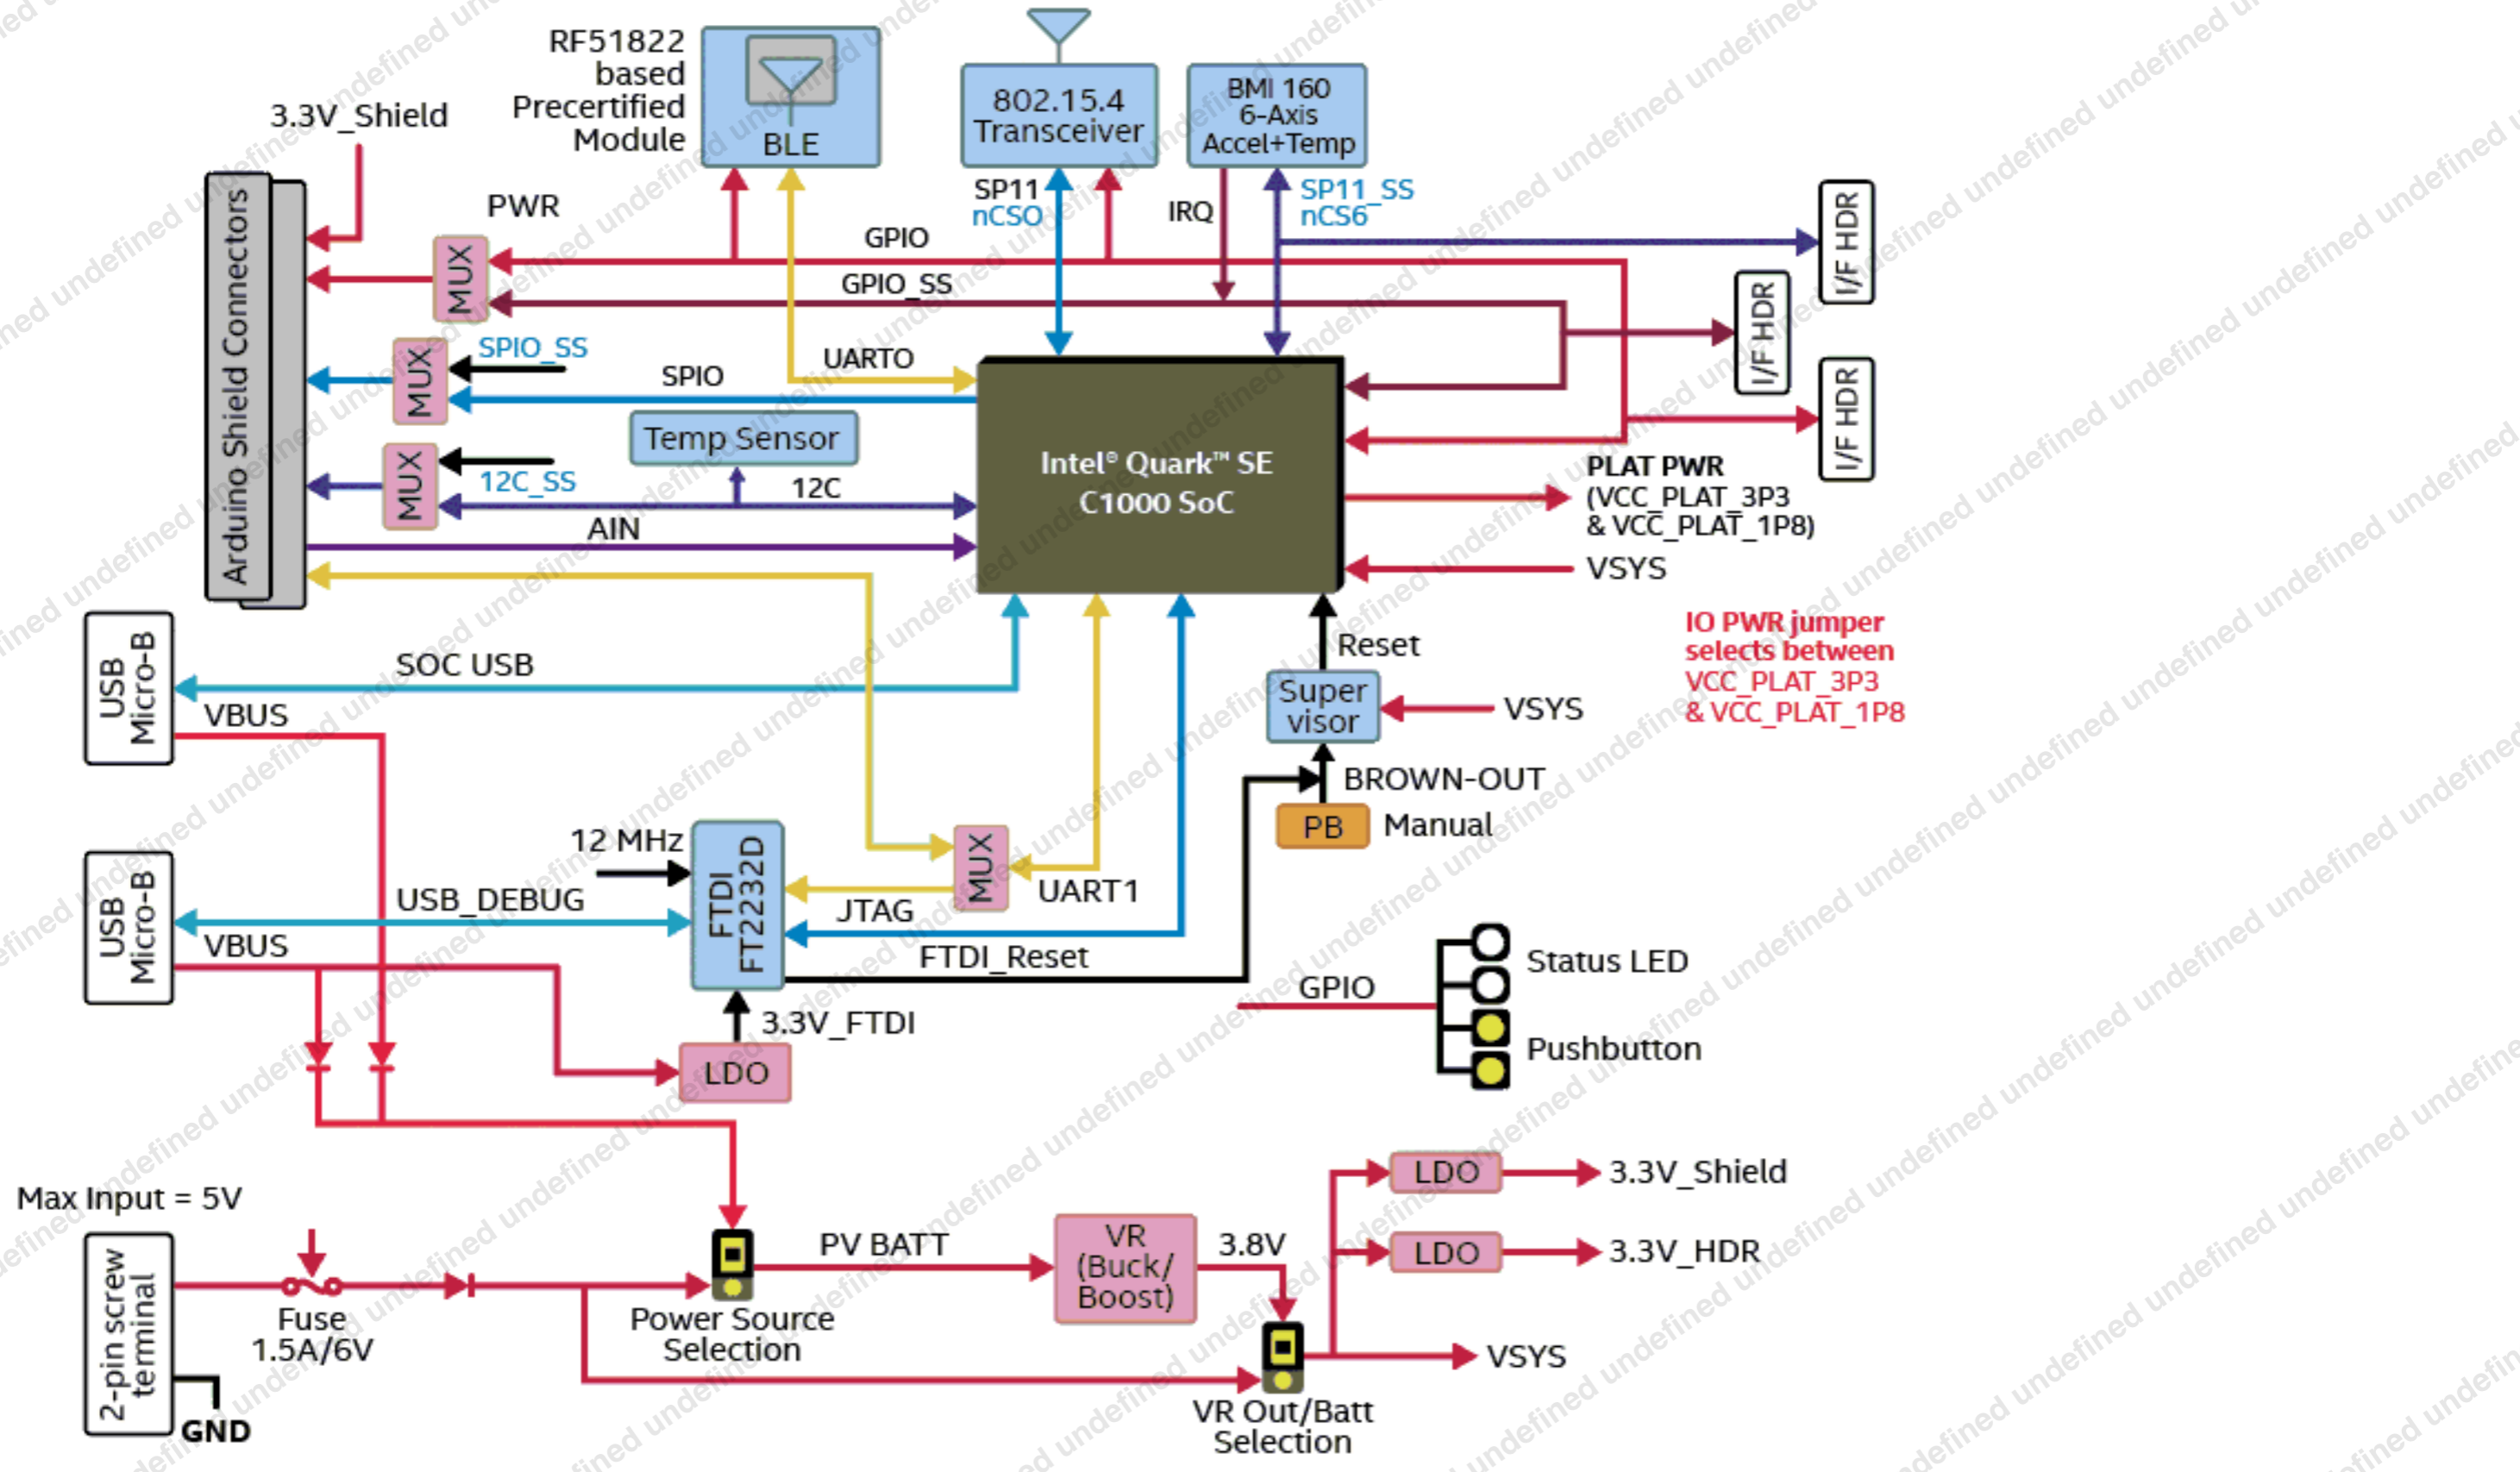 RF51822
based
Precertified
Module
BLE
802.15.4
Transceiver
BMI 160
6-Axis
Accel+Temp
3.3V_Shield
Arduino Shield Connectors
PWR
MUX
GPIO
GPIO_SS
SP11
nCSO
IRQ
SP11_SS
nCS6
I/F HDR
I/F HDR
I/F HDR
MUX
SPIO_SS
SPIO
UARTO
Temp Sensor
MUX
12C_SS
12C
AIN
Intel® Quark™ SE
C1000 SoC
PLAT PWR
(VCC_PLAT_3P3
& VCC_PLAT_1P8)
VSYS
IO PWR jumper
selects between
VCC_PLAT_3P3
& VCC_PLAT_1P8
USB
Micro-B
SOC USB
VBUS
Reset
Super
visor
VSYS
BROWN-OUT
PB
Manual
USB
Micro-B
12 MHz
USB_DEBUG
VBUS
FTDI
FT2232D
MUX
UART1
JTAG
FTDI_Reset
3.3V_FTDI
LDO
GPIO
Status LED
Pushbutton
Max Input = 5V
2-pin screw
terminal
GND
Fuse
1.5A/6V
Power Source
Selection
PV BATT
VR
(Buck/
Boost)
3.8V
VR Out/Batt
Selection
LDO
3.3V_Shield
LDO
3.3V_HDR
VSYS
undefined undefined undefined undefined undefined undefined